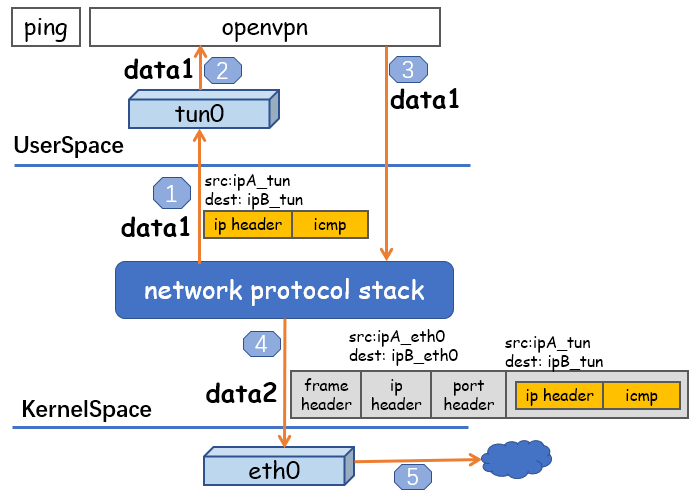 ping
openvpn
data1
2
3
data1
tun0
UserSpace
1
src:ipA_tun
dest: ipB_tun
data1
ip header
icmp
network protocol stack
4
src:ipA_eth0
dest: ipB_eth0
src:ipA_tun
dest: ipB_tun
data2
frame
header
ip
header
port
header
ip header
icmp
KernelSpace
eth0
5